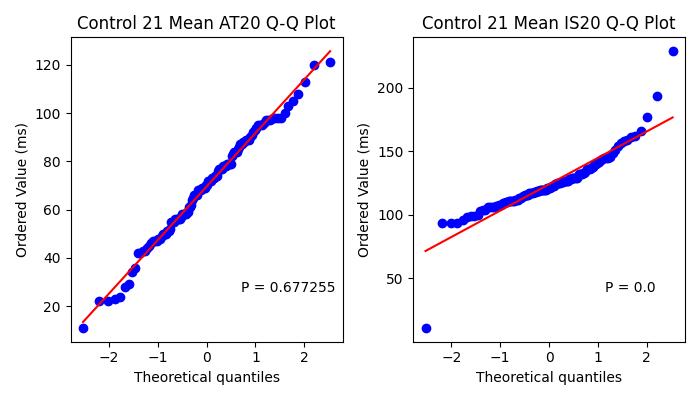 Control 21 Mean AT20 Q-Q Plot
Ordered Value (ms)
120
100
80
60
40
20
P = 0.677255
−2
−1
0
1
2
Theoretical quantiles
Control 21 Mean IS20 Q-Q Plot
Ordered Value (ms)
200
150
100
50
P = 0.0
−2
−1
0
1
2
Theoretical quantiles